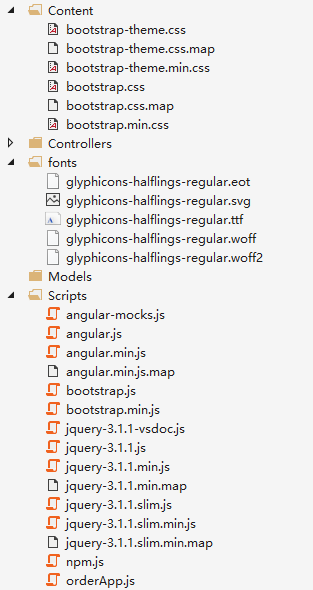 Content
bootstrap-theme.css
bootstrap-theme.css.map
bootstrap-theme.min.css
bootstrap.css
bootstrap.css.map
bootstrap.min.css
Controllers
fonts
glyphicons-halflings-regular.eot
glyphicons-halflings-regular.svg
glyphicons-halflings-regular.ttf
glyphicons-halflings-regular.woff
glyphicons-halflings-regular.woff2
Models
Scripts
angular-mocks.js
angular.js
angular.min.js
angular.min.js.map
bootstrap.js
bootstrap.min.js
jquery-3.1.1-vsdoc.js
jquery-3.1.1.js
jquery-3.1.1.min.js
jquery-3.1.1.min.map
jquery-3.1.1.slim.js
jquery-3.1.1.slim.min.js
jquery-3.1.1.slim.min.map
npm.js
orderApp.js